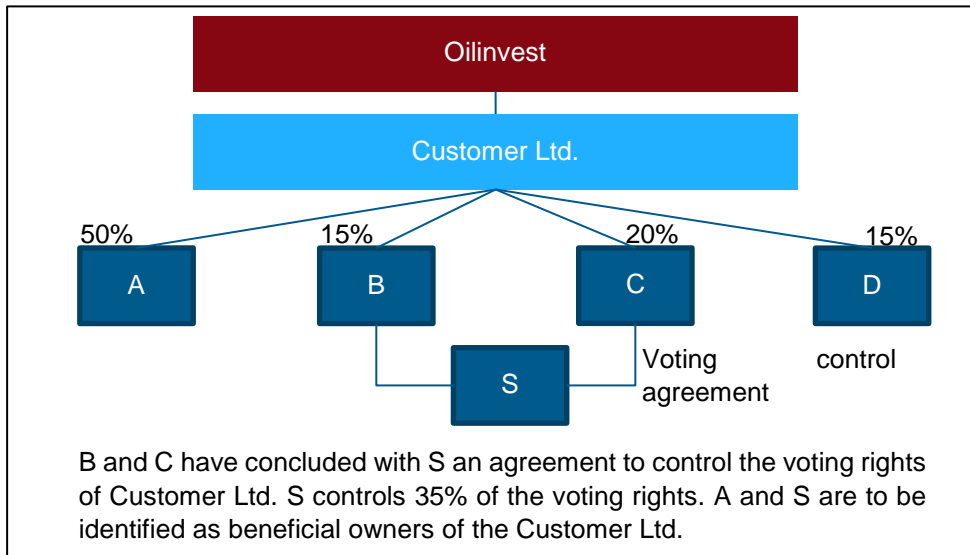 Oilinvest
Customer Ltd.
50% 15% 20% 15%
A B C D
S
Voting control
agreement
B and C have concluded with S an agreement to control the voting rights
of Customer Ltd. S controls 35% of the voting rights. A and S are to be
identified as beneficial owners of the Customer Ltd.